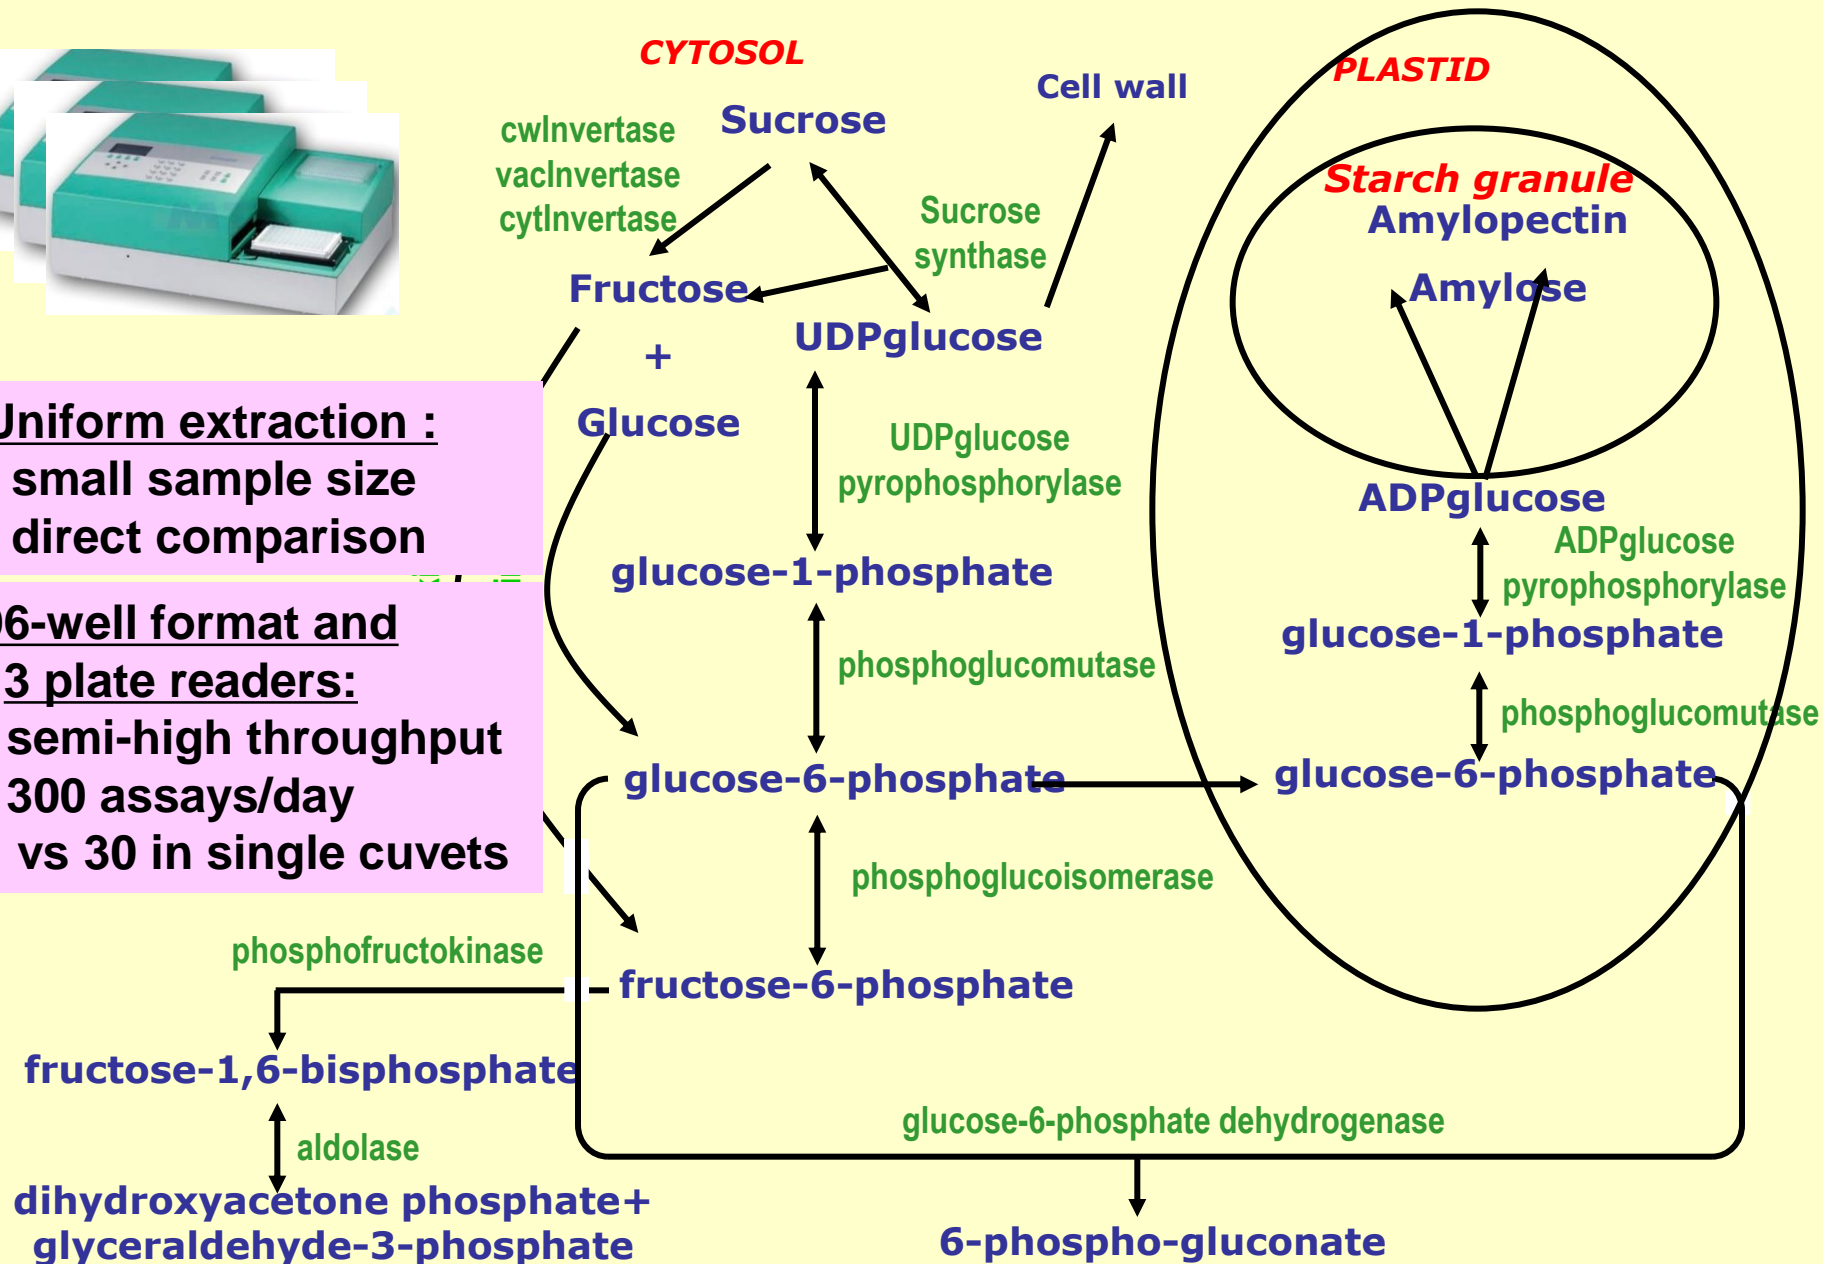 CYTOSOL
PLASTID
Cell wall
Sucrose
cwInvertase
vacInvertase
cytInvertase
Sucrose
synthase
Starch granule
Amylopectin
Amylose
Fructose
+
Glucose
UDPglucose
UDPglucose
pyrophosphorylase
Uniform extraction :
small sample size
direct comparison
ADPglucose
ADPglucose
pyrophosphorylase
glucose-1-phosphate
glucose-1-phosphate
96-well format and
3 plate readers:
semi-high throughput
300 assays/day
vs 30 in single cuvets
phosphoglucomutase
phosphoglucomutase
glucose-6-phosphate
glucose-6-phosphate
phosphoglucoisomerase
phosphofructokinase
fructose-6-phosphate
fructose-1,6-bisphosphate
aldolase
glucose-6-phosphate dehydrogenase
dihydroxyacetone phosphate+
glyceraldehyde-3-phosphate
6-phospho-gluconate